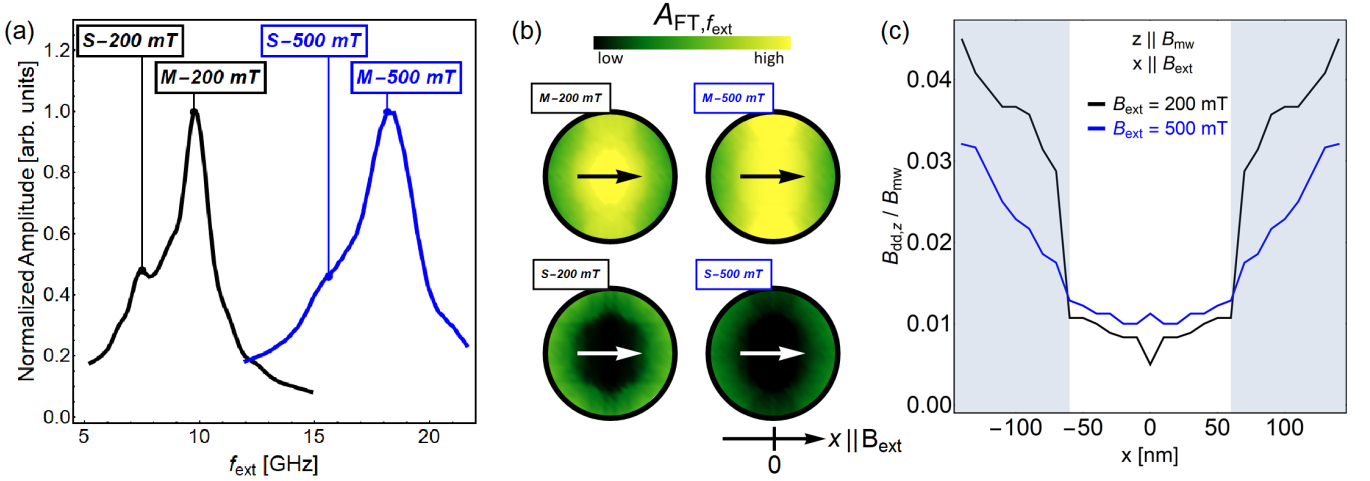 (a)
Normalized Amplitude [arb. units]
1.2
1.0
0.8
0.6
0.4
0.2
0.0
S–200 mT
M–200 mT
S–500 mT
M–500 mT
5
10
15
20
f_ext [GHz]
(b)
A_FT,f_ext
low
high
M–200 mT
M–500 mT
S–200 mT
S–500 mT
x || B_ext
0
(c)
B_dd,z / B_mw
0.04
0.03
0.02
0.01
0.00
z || B_mw
x || B_ext
B_ext = 200 mT
B_ext = 500 mT
−100
−50
0
50
100
x [nm]